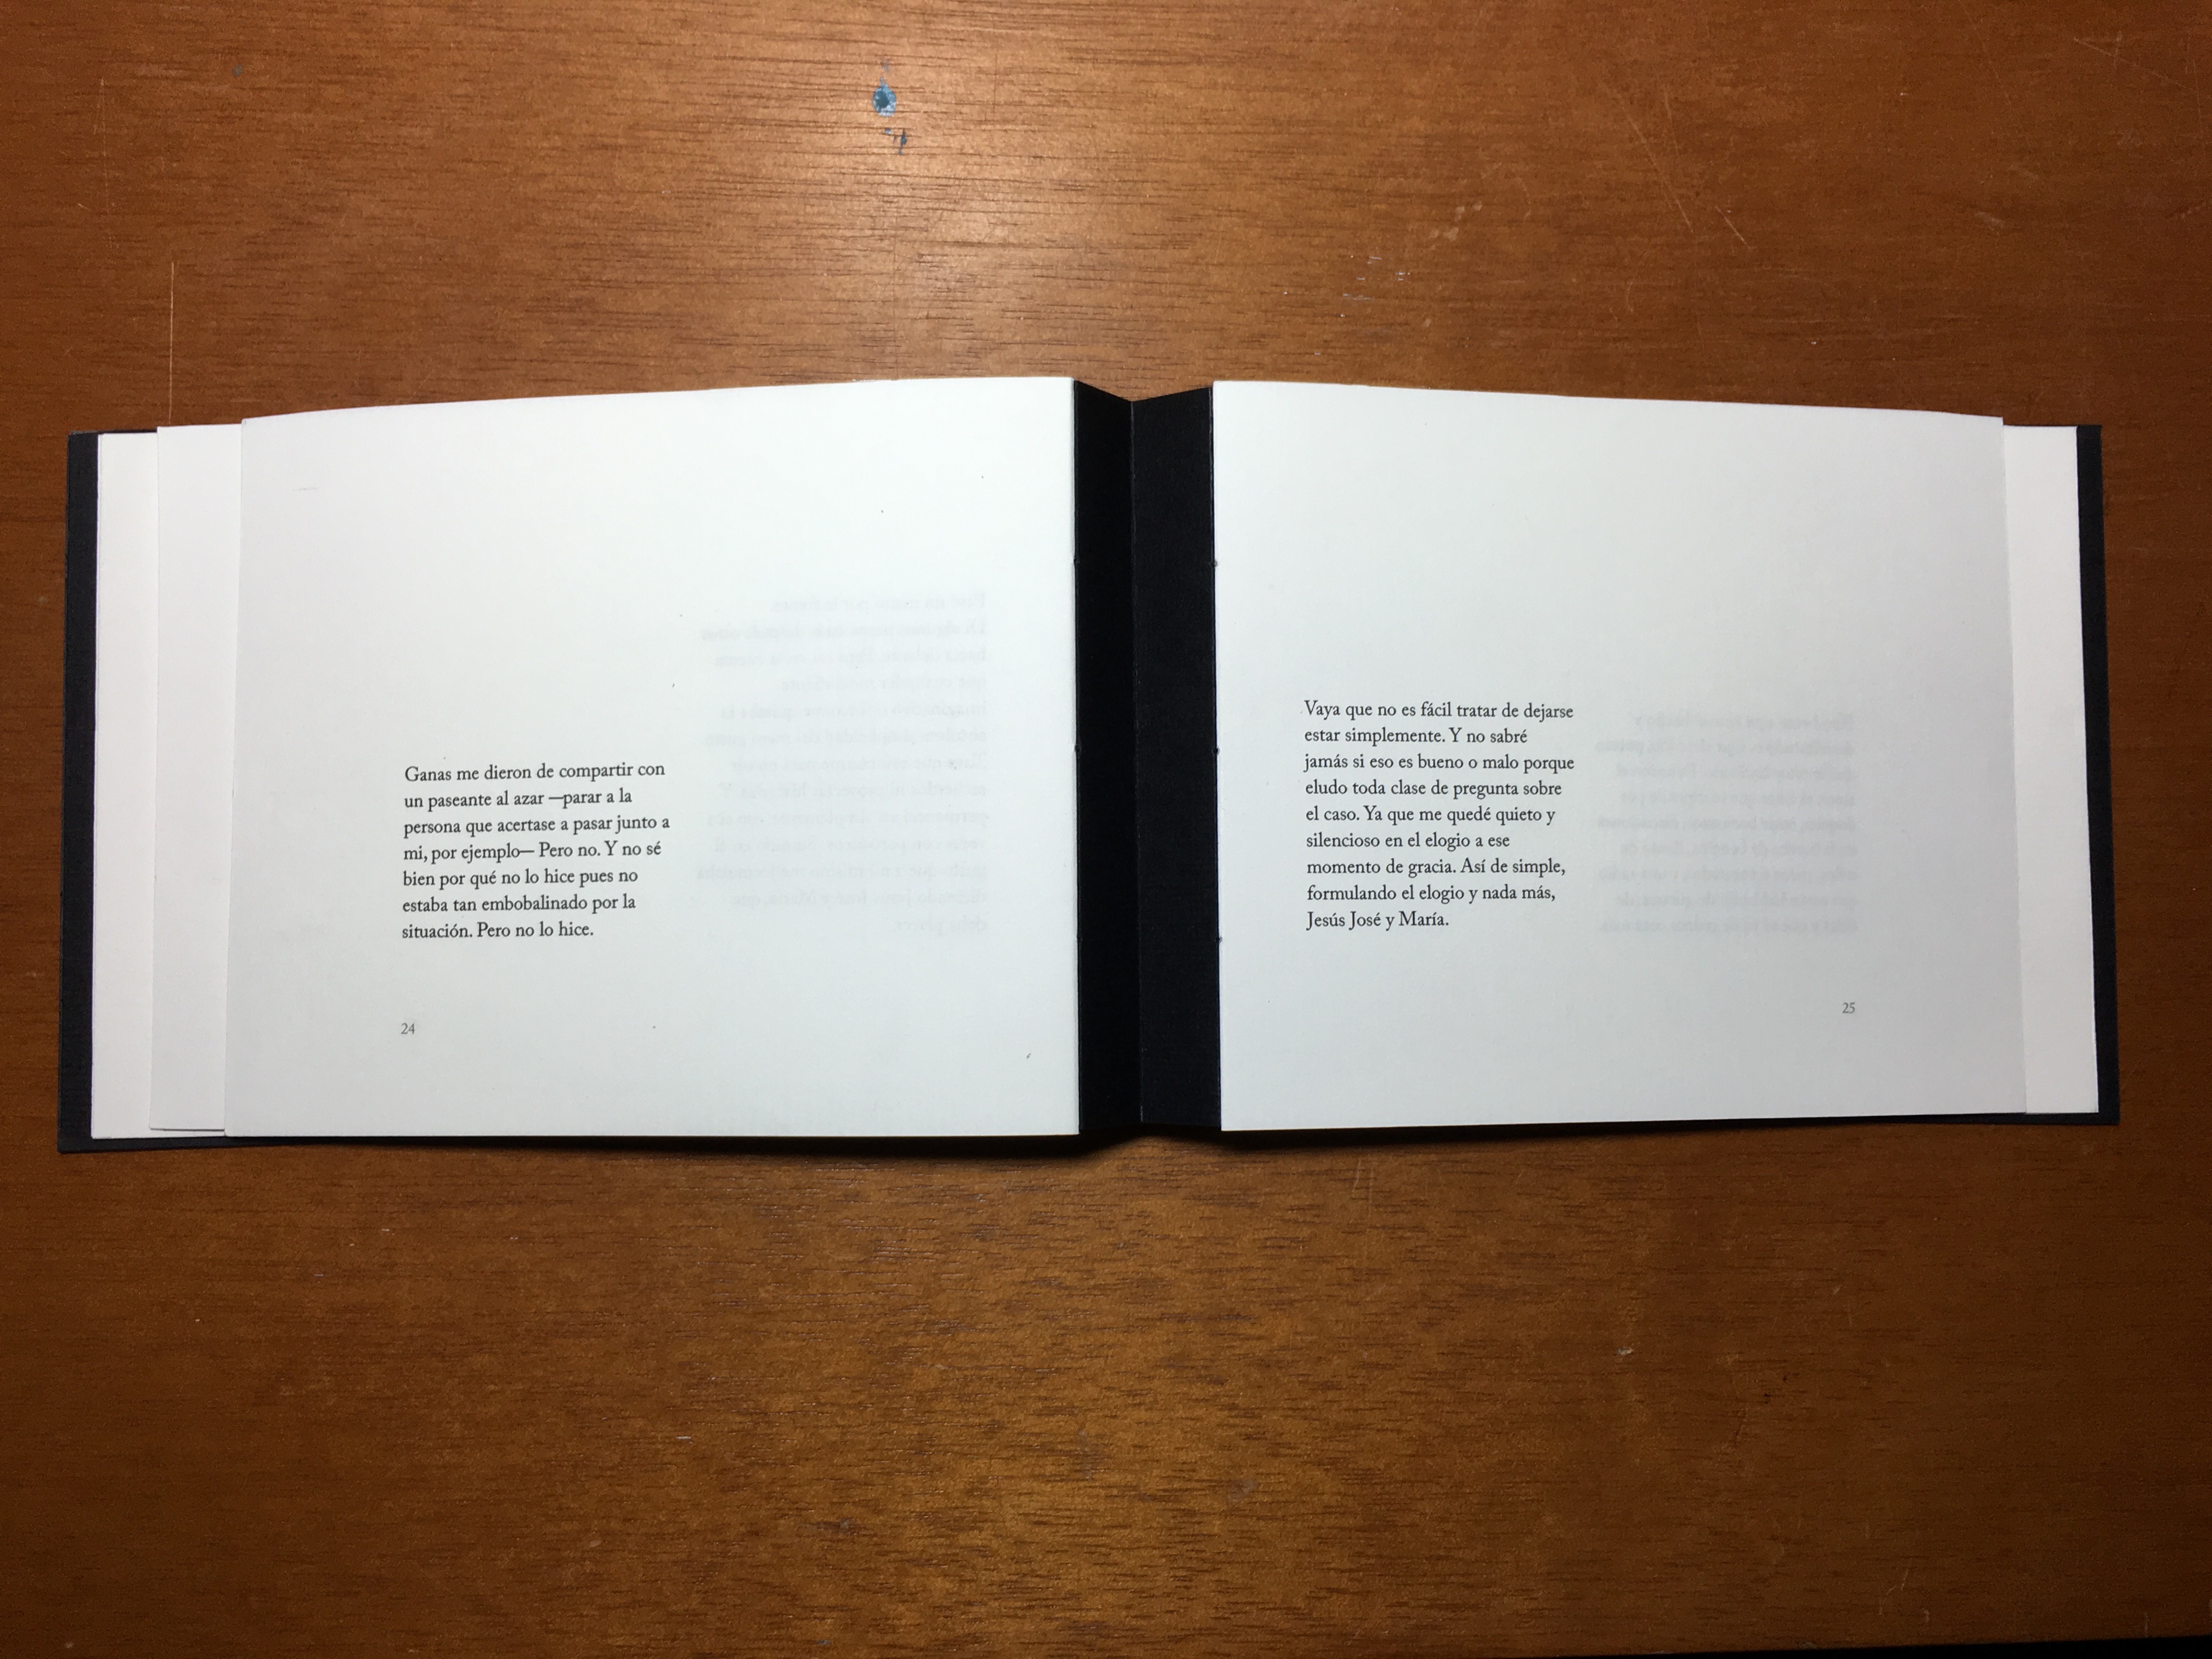 Ganas me dieron de compartir con
un paseante al azar —parar a la
persona que acertase a pasar junto a
mi, por ejemplo— Pero no. Y no sé
bien por qué no lo hice pues no
estaba tan embobalinado por la
situación. Pero no lo hice.
24
Vaya que no es fácil tratar de dejarse
estar simplemente. Y no sabré
jamás si eso es bueno o malo porque
eludo toda clase de pregunta sobre
el caso. Ya que me quedé quieto y
silencioso en el elogio a ese
momento de gracia. Así de simple,
formulando el elogio y nada más,
Jesús José y María.
25